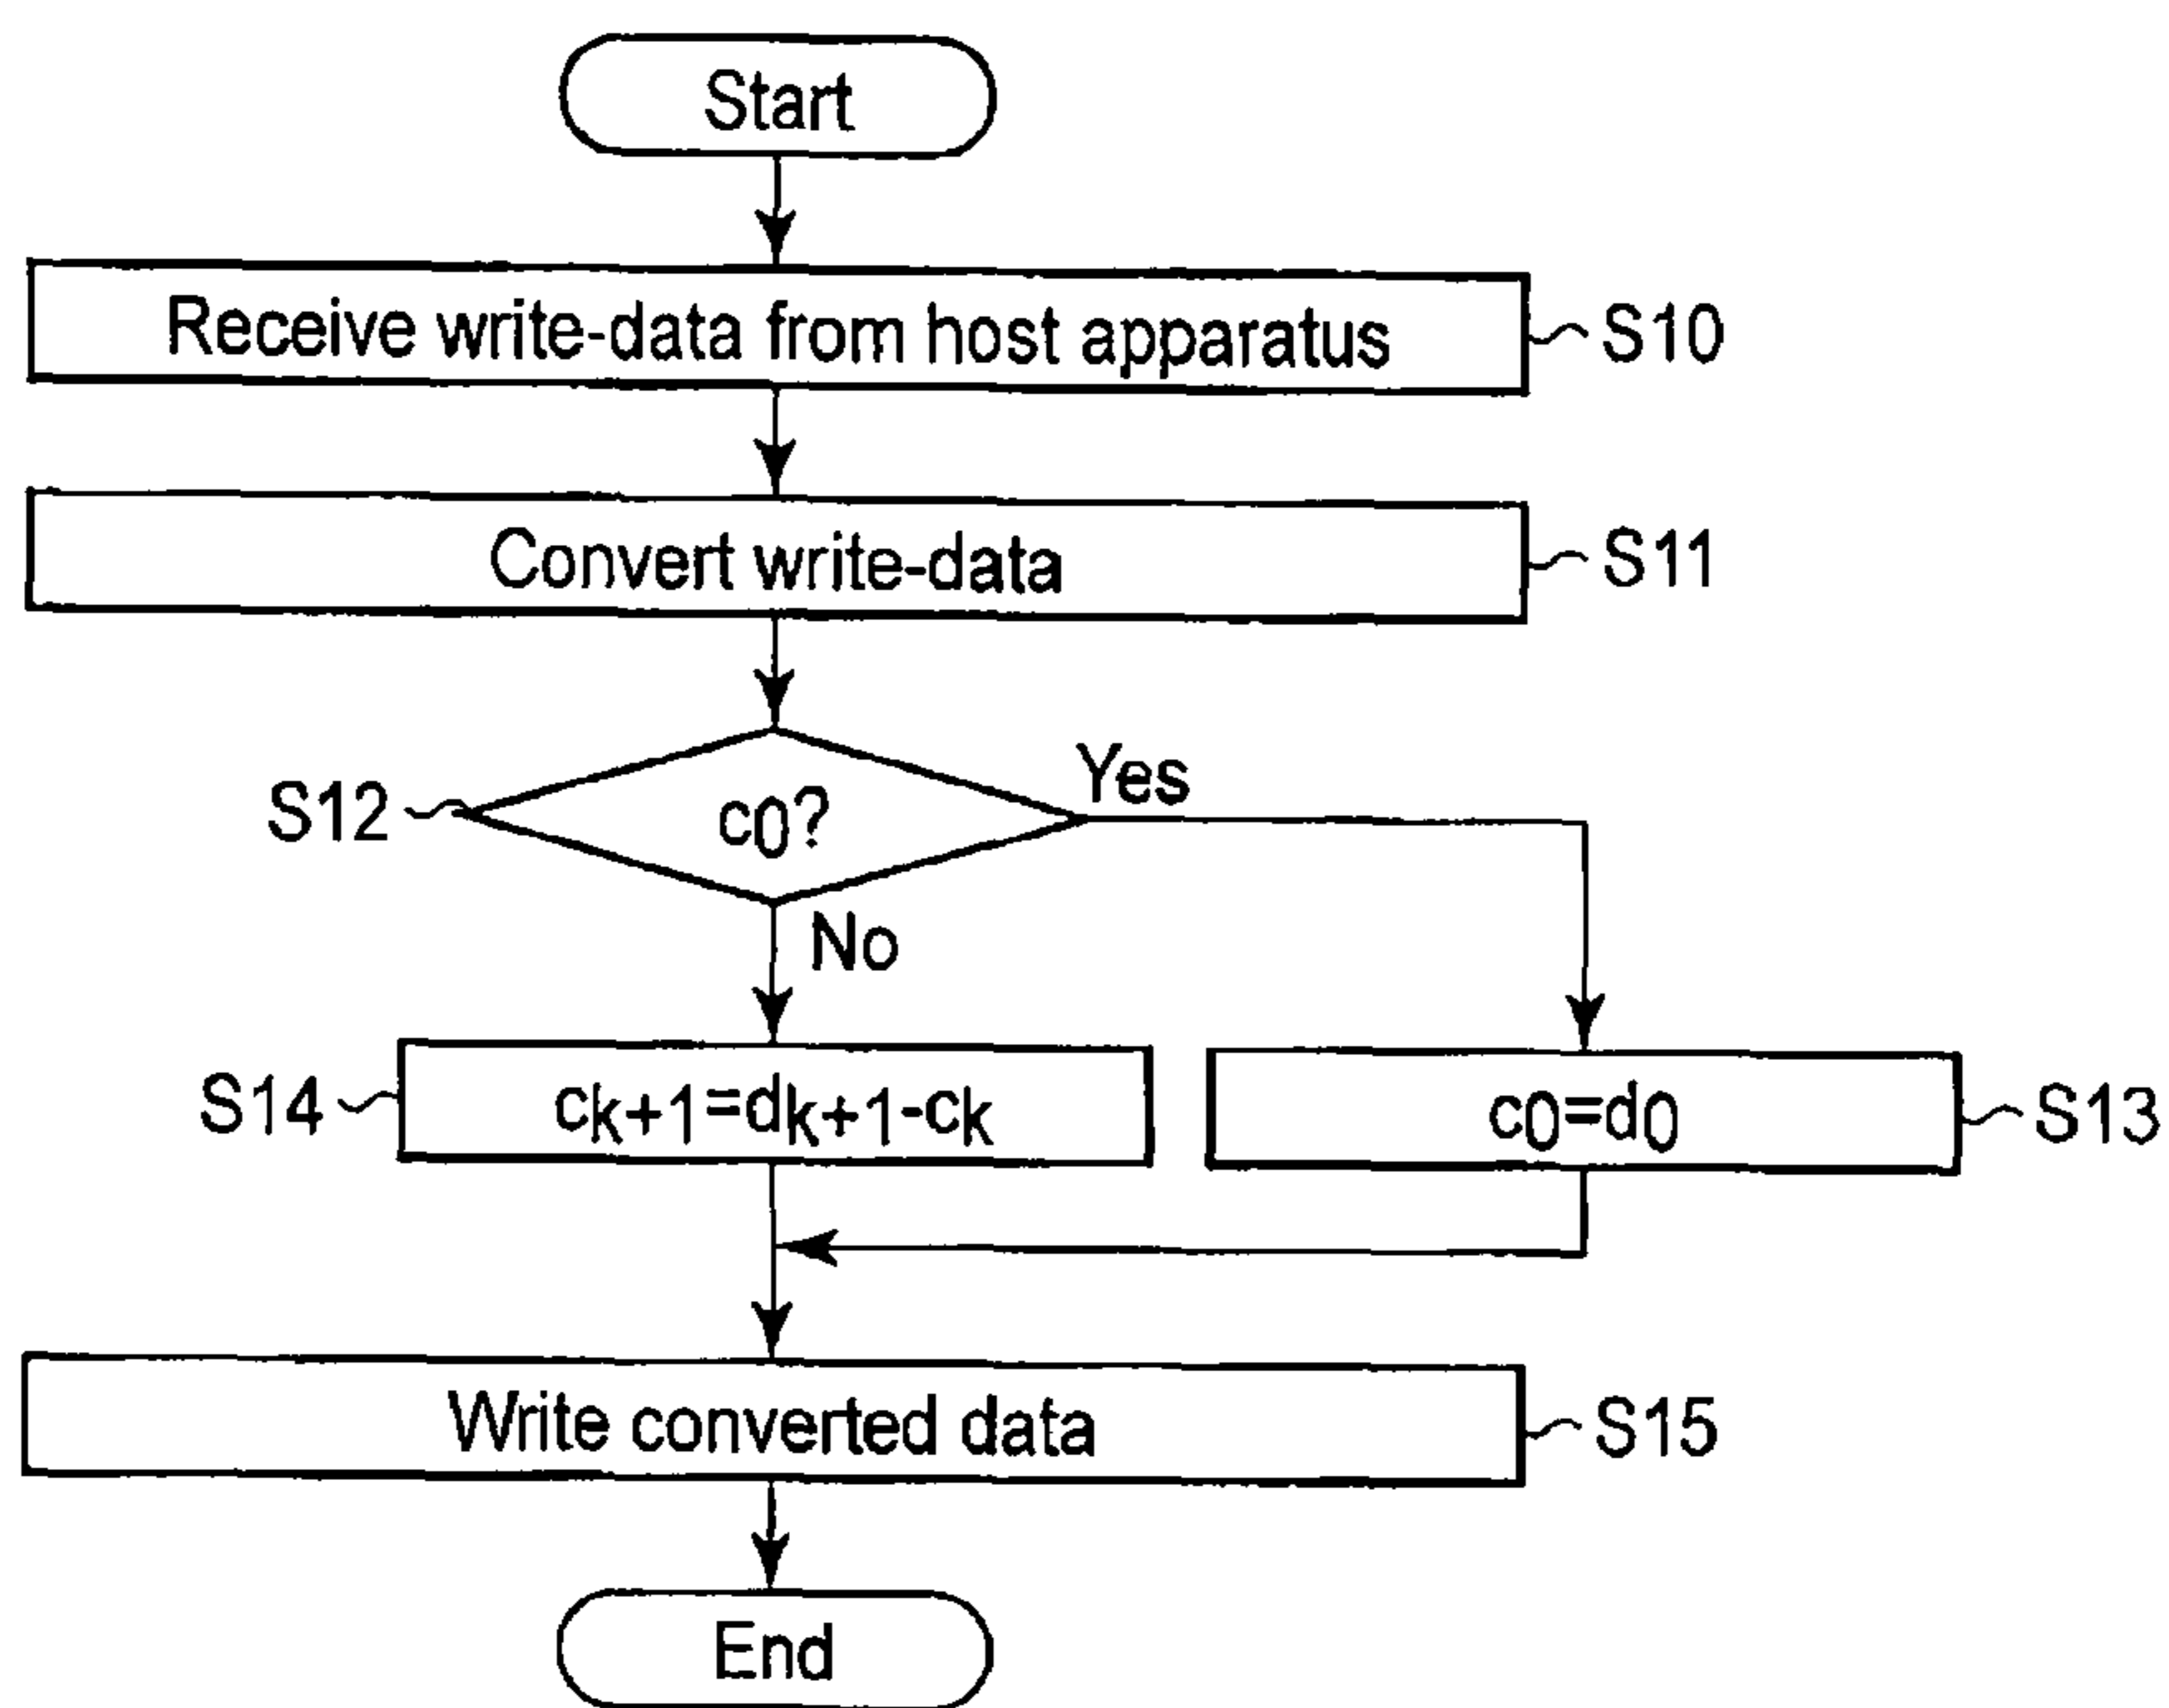 Start
Receive write-data from host apparatus
S10
Convert write-data
S11
S12
c0?
Yes
No
S14
ck+1=dk+1-ck
c0=d0
S13
Write converted data
S15
End